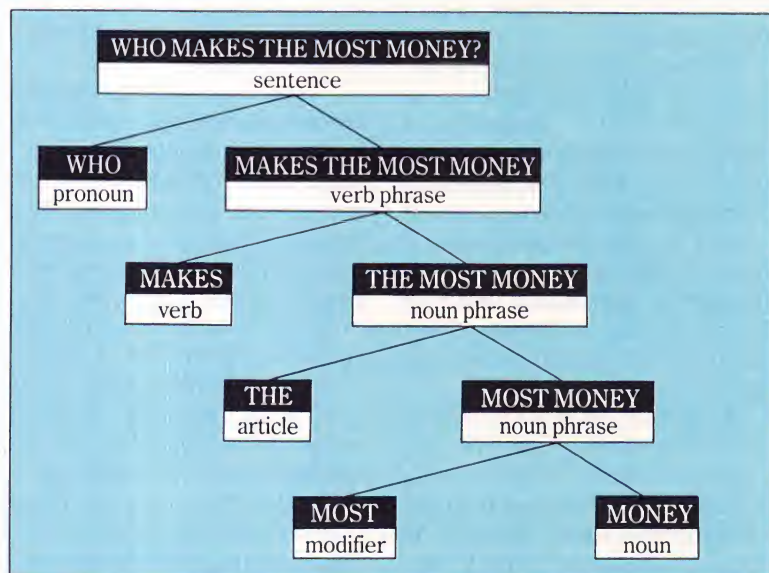 WHO MAKES THE MOST MONEY?
sentence
WHO
pronoun
MAKES THE MOST MONEY
verb phrase
MAKES
verb
THE MOST MONEY
noun phrase
THE
article
MOST MONEY
noun phrase
MOST
modifier
MONEY
noun